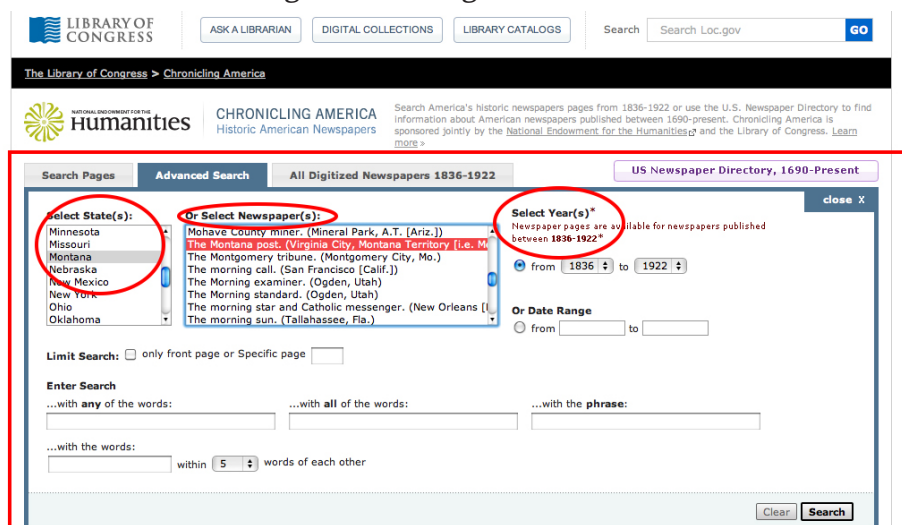 LIBRARY OF
CONGRESS
ASK A LIBRARIAN DIGITAL COLLECTIONS LIBRARY CATALOGS Search Search Loc.gov GO
The Library of Congress > Chronicling America
NATIONAL ENDOWMENT FOR THE
Humanities
CHRONICLING AMERICA
Historic American Newspapers
Search America's historic newspapers pages from 1836-1922 or use the U.S. Newspaper Directory to find
information about American newspapers published between 1690-present. Chronicling America is
sponsored jointly by the National Endowment for the Humanities and the Library of Congress. Learn
more »
Search Pages Advanced Search All Digitized Newspapers 1836-1922 US Newspaper Directory, 1690-Present
close X
Select State(s):
Minnesota
Missouri
Montana
Nebraska
New Mexico
New York
Ohio
Oklahoma
Or Select Newspaper(s):
Mohave County miner. (Mineral Park, A.T. [Ariz.])
The Montana post. (Virginia City, Montana Territory [i.e. M
The Montgomery tribune. (Montgomery City, Mo.)
The morning call. (San Francisco [Calif.])
The Morning examiner. (Ogden, Utah)
The Morning standard. (Ogden, Utah)
The morning star and Catholic messenger. (New Orleans [
The morning sun. (Tallahassee, Fla.)
Select Year(s)*
Newspaper pages are available for newspapers published
between 1836-1922*
from 1836 to 1922
Or Date Range
from to
Limit Search: only front page or Specific page
Enter Search
...with any of the words: ...with all of the words: ...with the phrase:
...with the words:
within 5 words of each other
Clear Search